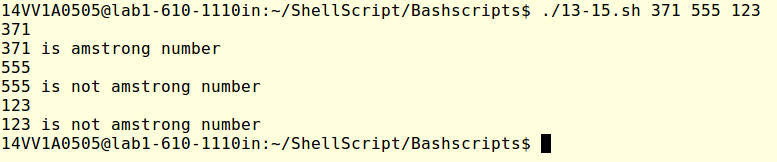 14VV1A0505@lab1-610-1110in:~/ShellScript/Bashscripts$ ./13-15.sh 371 555 123
371
371 is amstrong number
555
555 is not amstrong number
123
123 is not amstrong number
14VV1A0505@lab1-610-1110in:~/ShellScript/Bashscripts$